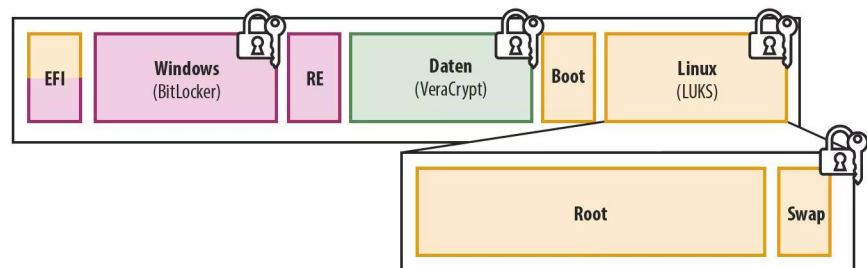 EFI
Windows
(BitLocker)
RE
Daten
(VeraCrypt)
Boot
Linux
(LUKS)
Root
Swap